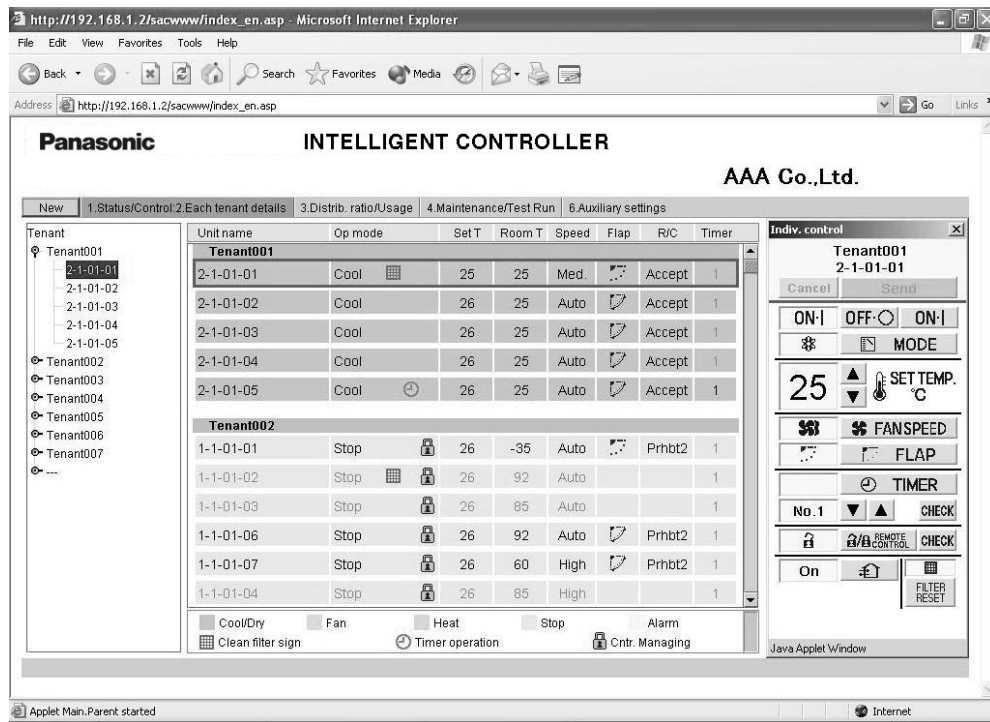 http://192.168.1.2/sacwww/index_en.asp - Microsoft Internet Explorer
File Edit View Favorites Tools Help
Back Search Favorites Media
Address http://192.168.1.2/sacwww/index_en.asp Go Links
Panasonic INTELLIGENT CONTROLLER
AAA Co.,Ltd.
New 1.Status/Control:2.Each tenant details 3.Distrib. ratio/Usage 4.Maintenance/Test Run 6.Auxiliary settings
Tenant
Tenant001
2-1-01-01
2-1-01-02
2-1-01-03
2-1-01-04
2-1-01-05
Tenant002
Tenant003
Tenant004
Tenant005
Tenant006
Tenant007
---
Unit name Op mode Set T Room T Speed Flap R/C Timer
Tenant001
2-1-01-01 Cool 25 25 Med. Accept 1
2-1-01-02 Cool 26 25 Auto Accept 1
2-1-01-03 Cool 26 25 Auto Accept 1
2-1-01-04 Cool 26 25 Auto Accept 1
2-1-01-05 Cool 26 25 Auto Accept 1
Tenant002
1-1-01-01 Stop 26 -35 Auto Prhbt2 1
1-1-01-02 Stop 26 92 Auto 1
1-1-01-03 Stop 26 85 Auto 1
1-1-01-06 Stop 26 92 Auto Prhbt2 1
1-1-01-07 Stop 26 60 High Prhbt2 1
1-1-01-04 Stop 26 85 High 1
Cool/Dry Fan Heat Stop Alarm
Clean filter sign Timer operation Cntr. Managing
Indiv. control
Tenant001
2-1-01-01
Cancel Send
ON·| OFF·○ ON·|
MODE
25 SET TEMP. °C
FAN SPEED
FLAP
TIMER
No.1 CHECK
REMOTE CONTROL CHECK
On
FILTER RESET
Java Applet Window
Applet Main.Parent started Internet